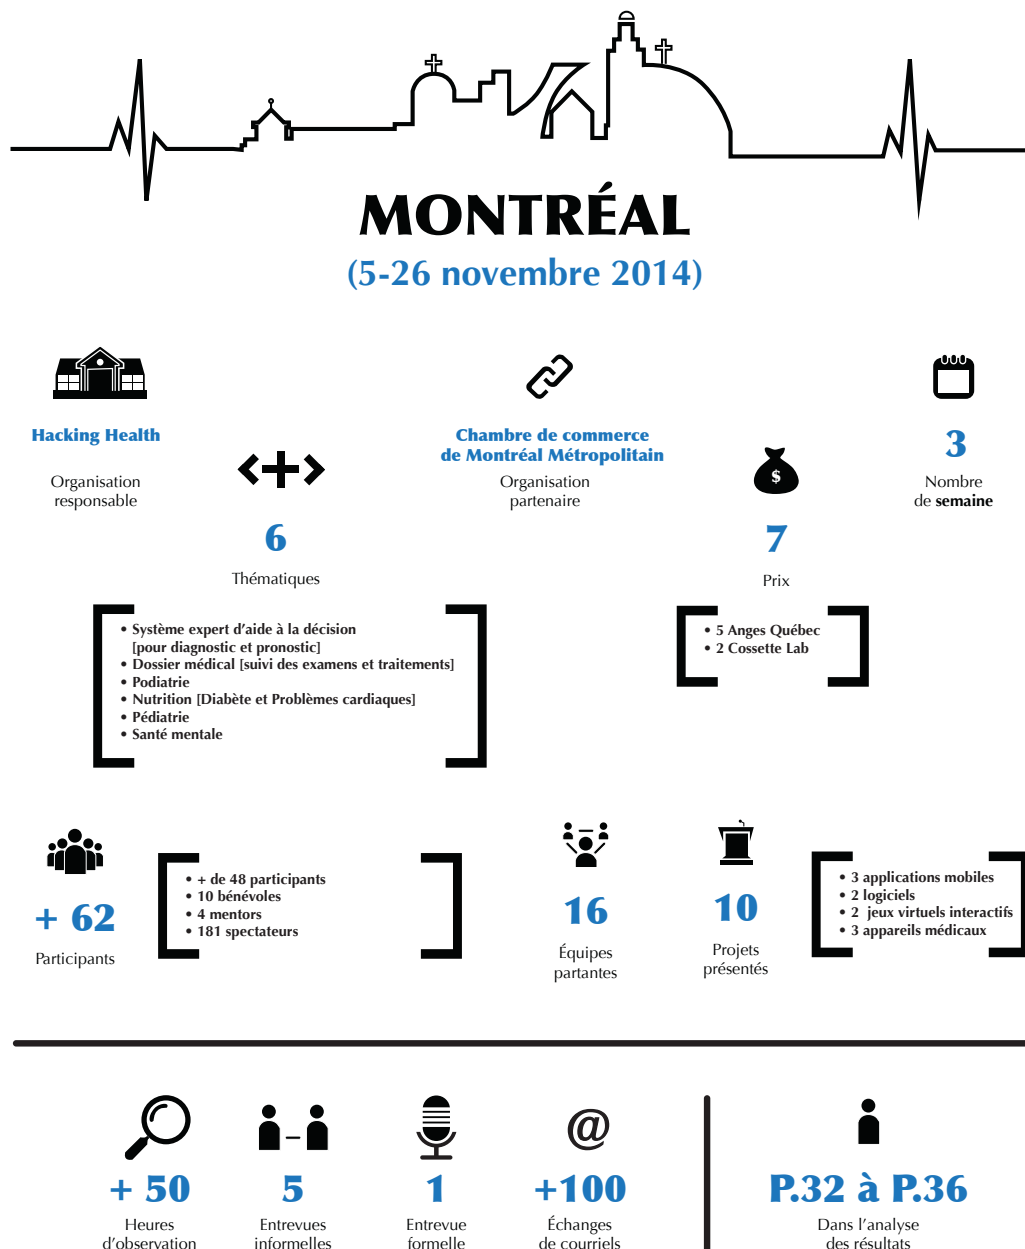 MONTRÉAL
(5-26 novembre 2014)
Hacking Health
Organisation
responsable
Chambre de commerce
de Montréal Métropolitain
Organisation
partenaire
3
Nombre
de semaine
6
Thématiques
$
7
Prix
• Système expert d'aide à la décision
[pour diagnostic et pronostic]
• Dossier médical [suivi des examens et traitements]
• Podiatrie
• Nutrition [Diabète et Problèmes cardiaques]
• Pédiatrie
• Santé mentale
• 5 Anges Québec
• 2 Cossette Lab
+ 62
Participants
• + de 48 participants
• 10 bénévoles
• 4 mentors
• 181 spectateurs
16
Équipes
partantes
10
Projets
présentés
• 3 applications mobiles
• 2 logiciels
• 2 jeux virtuels interactifs
• 3 appareils médicaux
+ 50
Heures
d'observation
5
Entrevues
informelles
1
Entrevue
formelle
@
+100
Échanges
de courriels
P.32 à P.36
Dans l'analyse
des résultats